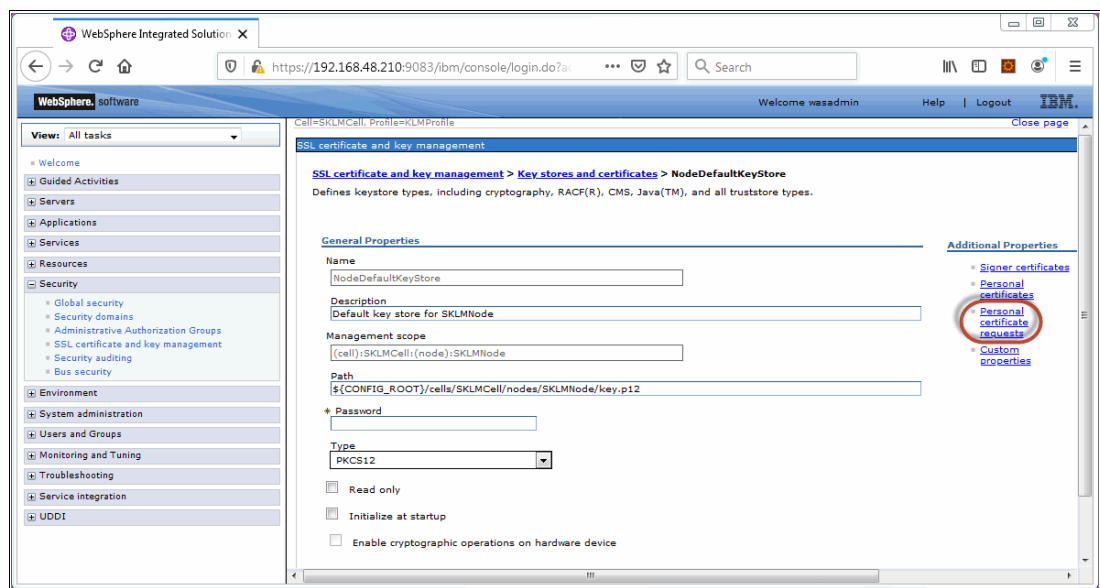 WebSphere Integrated Solution
https://192.168.48.210:9083/ibm/console/login.do?ac
Search
WebSphere. software
Welcome wasadmin
Help | Logout
IBM.
View: All tasks
Welcome
Guided Activities
Servers
Applications
Services
Resources
Security
Global security
Security domains
Administrative Authorization Groups
SSL certificate and key management
Security auditing
Bus security
Environment
System administration
Users and Groups
Monitoring and Tuning
Troubleshooting
Service integration
UDDI
Cell=SKLMCell, Profile=KLMProfile
Close page
SSL certificate and key management
SSL certificate and key management > Key stores and certificates > NodeDefaultKeyStore
Defines keystore types, including cryptography, RACF(R), CMS, Java(TM), and all truststore types.
General Properties
Name
NodeDefaultKeyStore
Description
Default key store for SKLMNode
Management scope
(cell):SKLMCell:(node):SKLMNode
Path
${CONFIG_ROOT}/cells/SKLMCell/nodes/SKLMNode/key.p12
* Password
Type
PKCS12
Read only
Initialize at startup
Enable cryptographic operations on hardware device
Additional Properties
Signer certificates
Personal
certificates
Personal
certificate
requests
Custom
properties